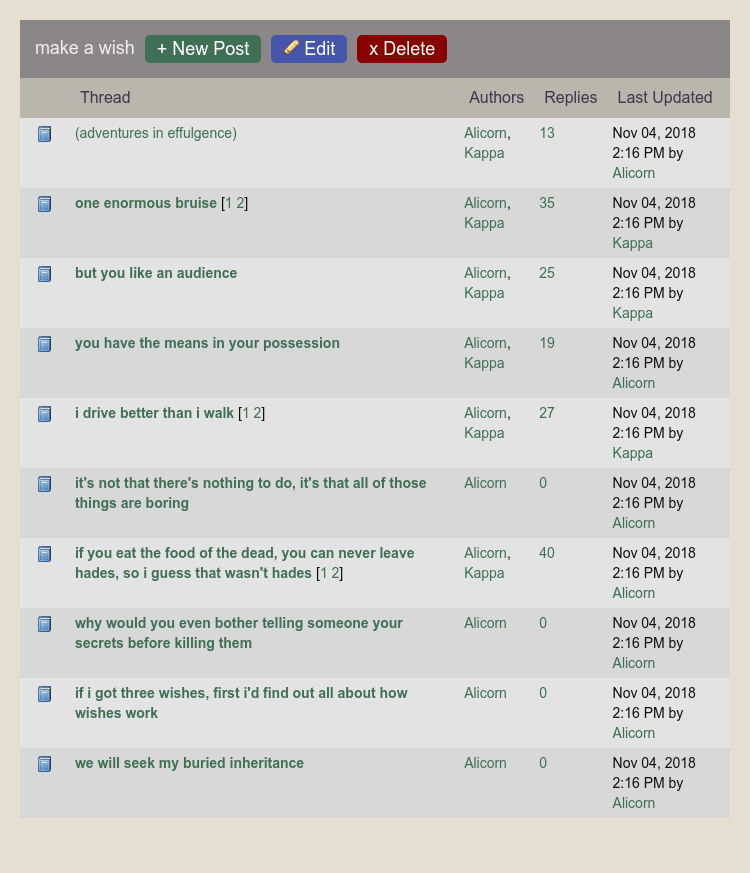 make a wish + New Post Edit x Delete
Thread Authors Replies Last Updated
(adventures in effulgence) Alicorn, 13 Nov 04, 2018
Kappa 2:16 PM by
Alicorn
one enormous bruise [1 2] Alicorn, 35 Nov 04, 2018
Kappa 2:16 PM by
Kappa
but you like an audience Alicorn, 25 Nov 04, 2018
Kappa 2:16 PM by
Kappa
you have the means in your possession Alicorn, 19 Nov 04, 2018
Kappa 2:16 PM by
Alicorn
i drive better than i walk [1 2] Alicorn, 27 Nov 04, 2018
Kappa 2:16 PM by
Kappa
it's not that there's nothing to do, it's that all of those Alicorn 0 Nov 04, 2018
things are boring 2:16 PM by
Alicorn
if you eat the food of the dead, you can never leave Alicorn, 40 Nov 04, 2018
hades, so i guess that wasn't hades [1 2] Kappa 2:16 PM by
Alicorn
why would you even bother telling someone your Alicorn 0 Nov 04, 2018
secrets before killing them 2:16 PM by
Alicorn
if i got three wishes, first i'd find out all about how Alicorn 0 Nov 04, 2018
wishes work 2:16 PM by
Alicorn
we will seek my buried inheritance Alicorn 0 Nov 04, 2018
2:16 PM by
Alicorn